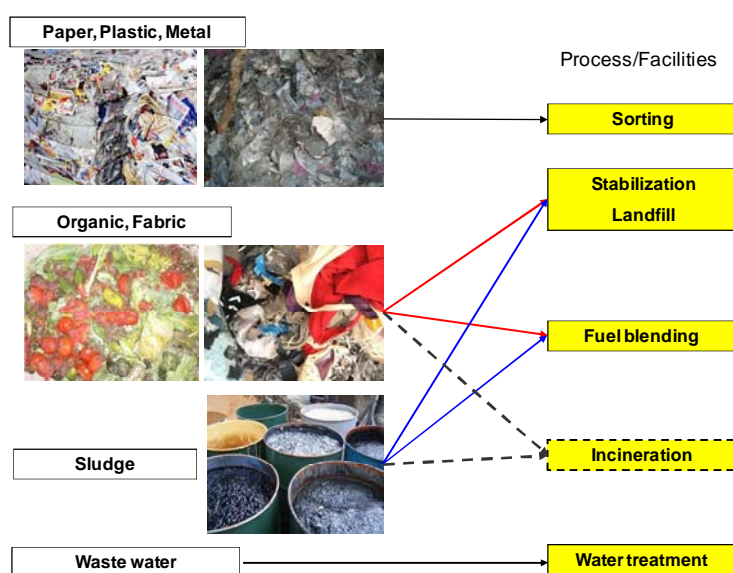 Paper, Plastic, Metal
Process/Facilities
Sorting
Stabilization
Landfill
Organic, Fabric
Fuel blending
Sludge
Incineration
Waste water
Water treatment